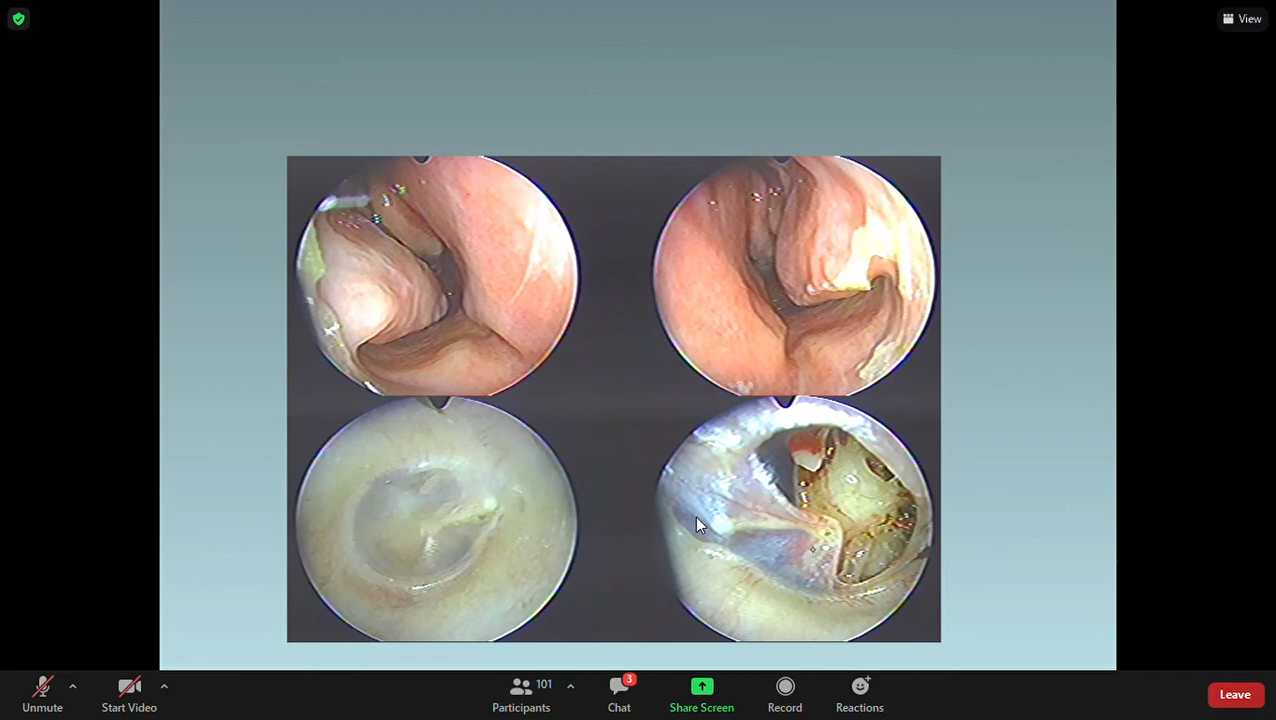 View
Unmute
Start Video
101
Participants
3
Chat
Share Screen
Record
Reactions
Leave